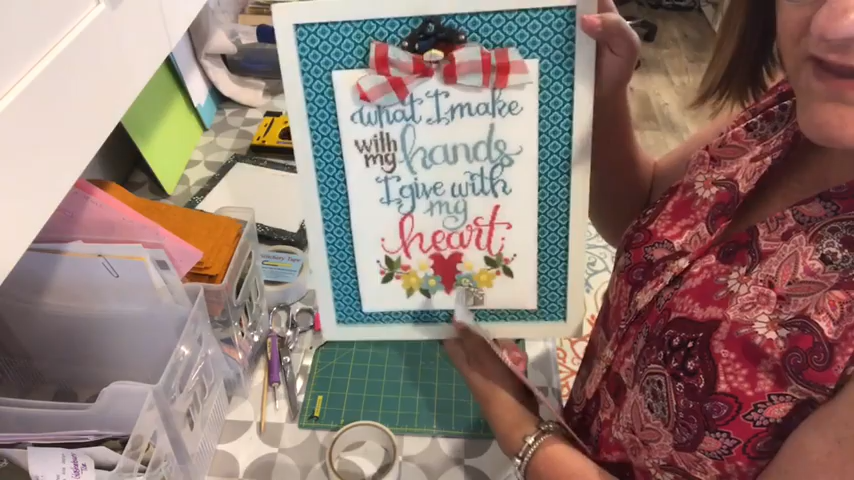 what I make
with my hands
I give with
my
heart